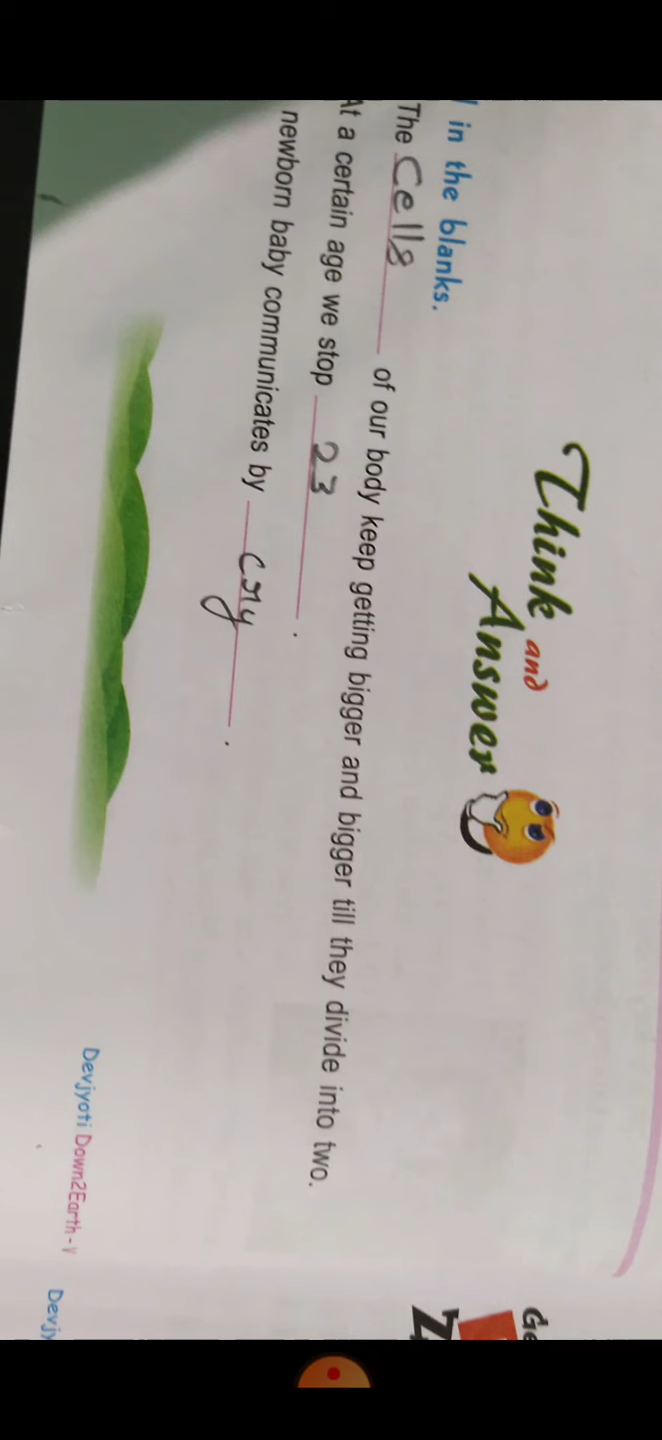 Think and
Answer
in the blanks.
The Cells of our body keep getting bigger and bigger till they divide into two.
At a certain age we stop 23 .
newborn baby communicates by cry .
Devjyoti Down2Earth-V